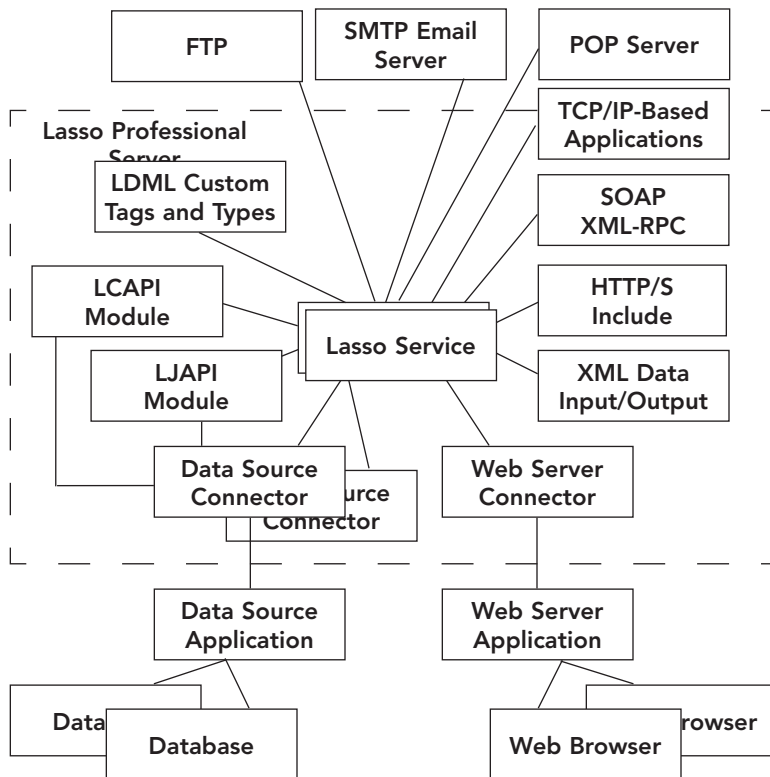 FTP
SMTP Email
Server
POP Server
Lasso Professional
Server
TCP/IP-Based
Applications
LDML Custom
Tags and Types
SOAP
XML-RPC
LCAPI
Module
HTTP/S
Include
Lasso Service
LJAPI
Module
XML Data
Input/Output
Data Source
Connector
Connector
Web Server
Connector
Data Source
Application
Web Server
Application
Data
Database
Web Browser